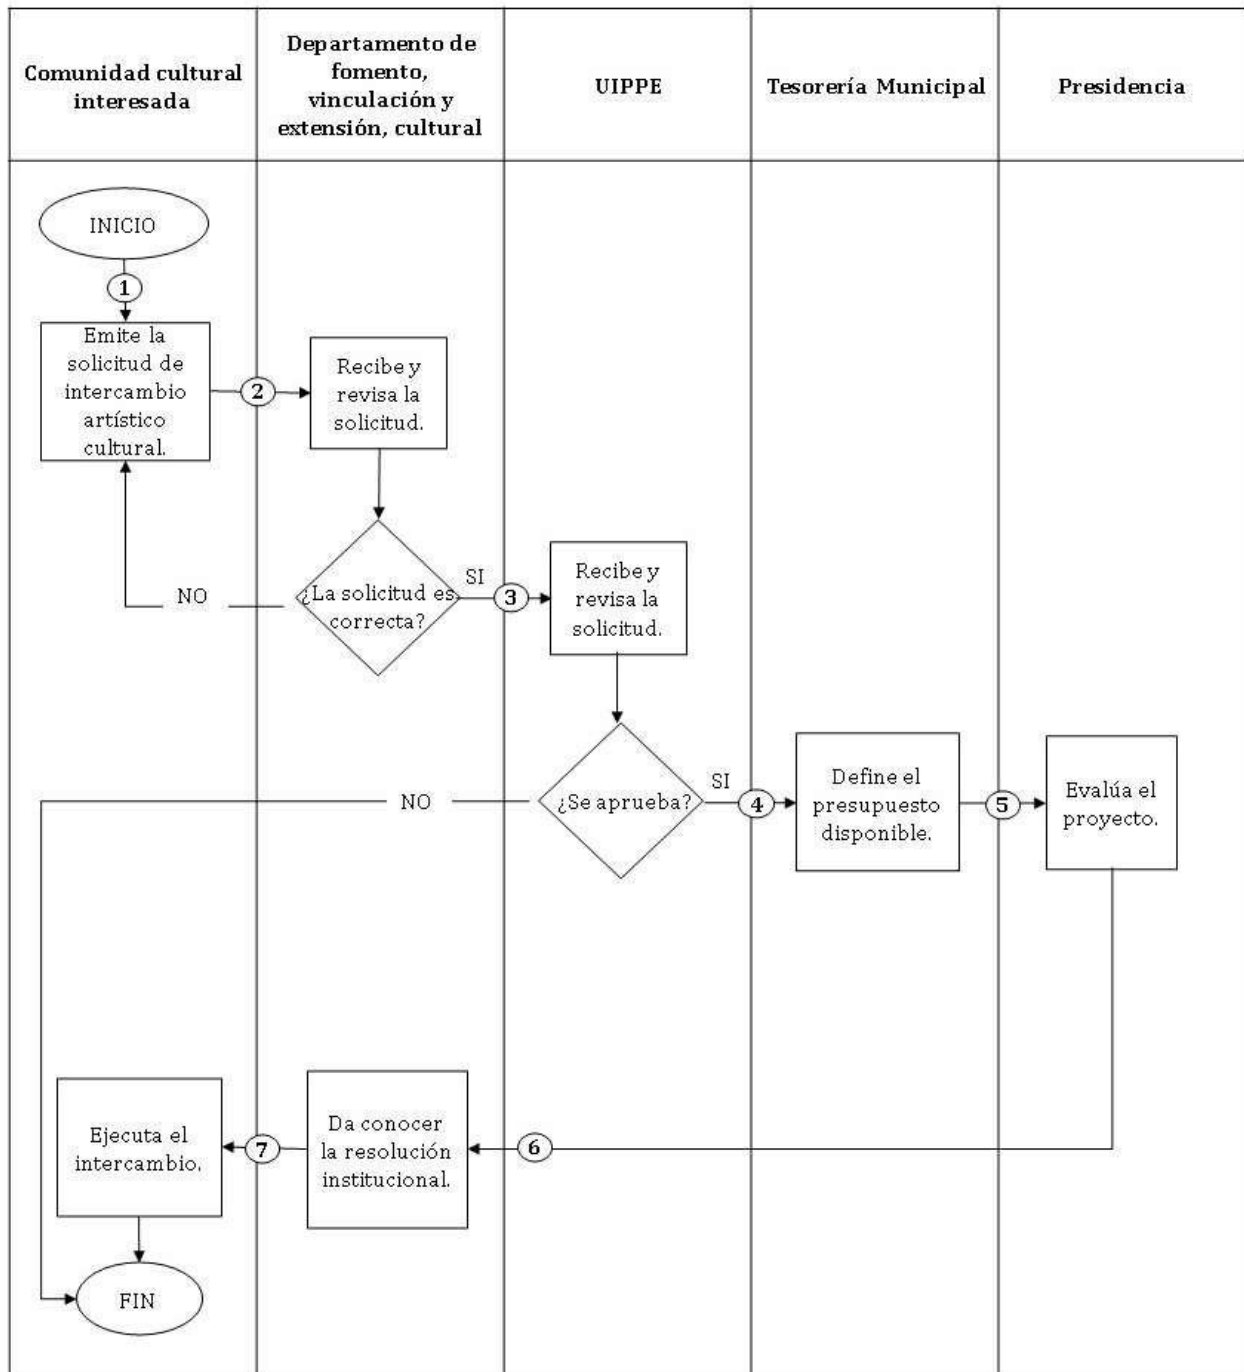 Comunidad cultural
interesada
Departamento de
fomento,
vinculación y
extensión, cultural
UIPPE
Tesorería Municipal
Presidencia
INICIO
1
Emite la
solicitud de
intercambio
artístico
cultural.
2
Recibe y
revisa la
solicitud.
¿La solicitud es
correcta?
NO
SI
3
Recibe y
revisa la
solicitud.
¿Se aprueba?
NO
SI
4
Define el
presupuesto
disponible.
5
Evalúa el
proyecto.
6
Da conocer
la resolución
institucional.
7
Ejecuta el
intercambio.
FIN